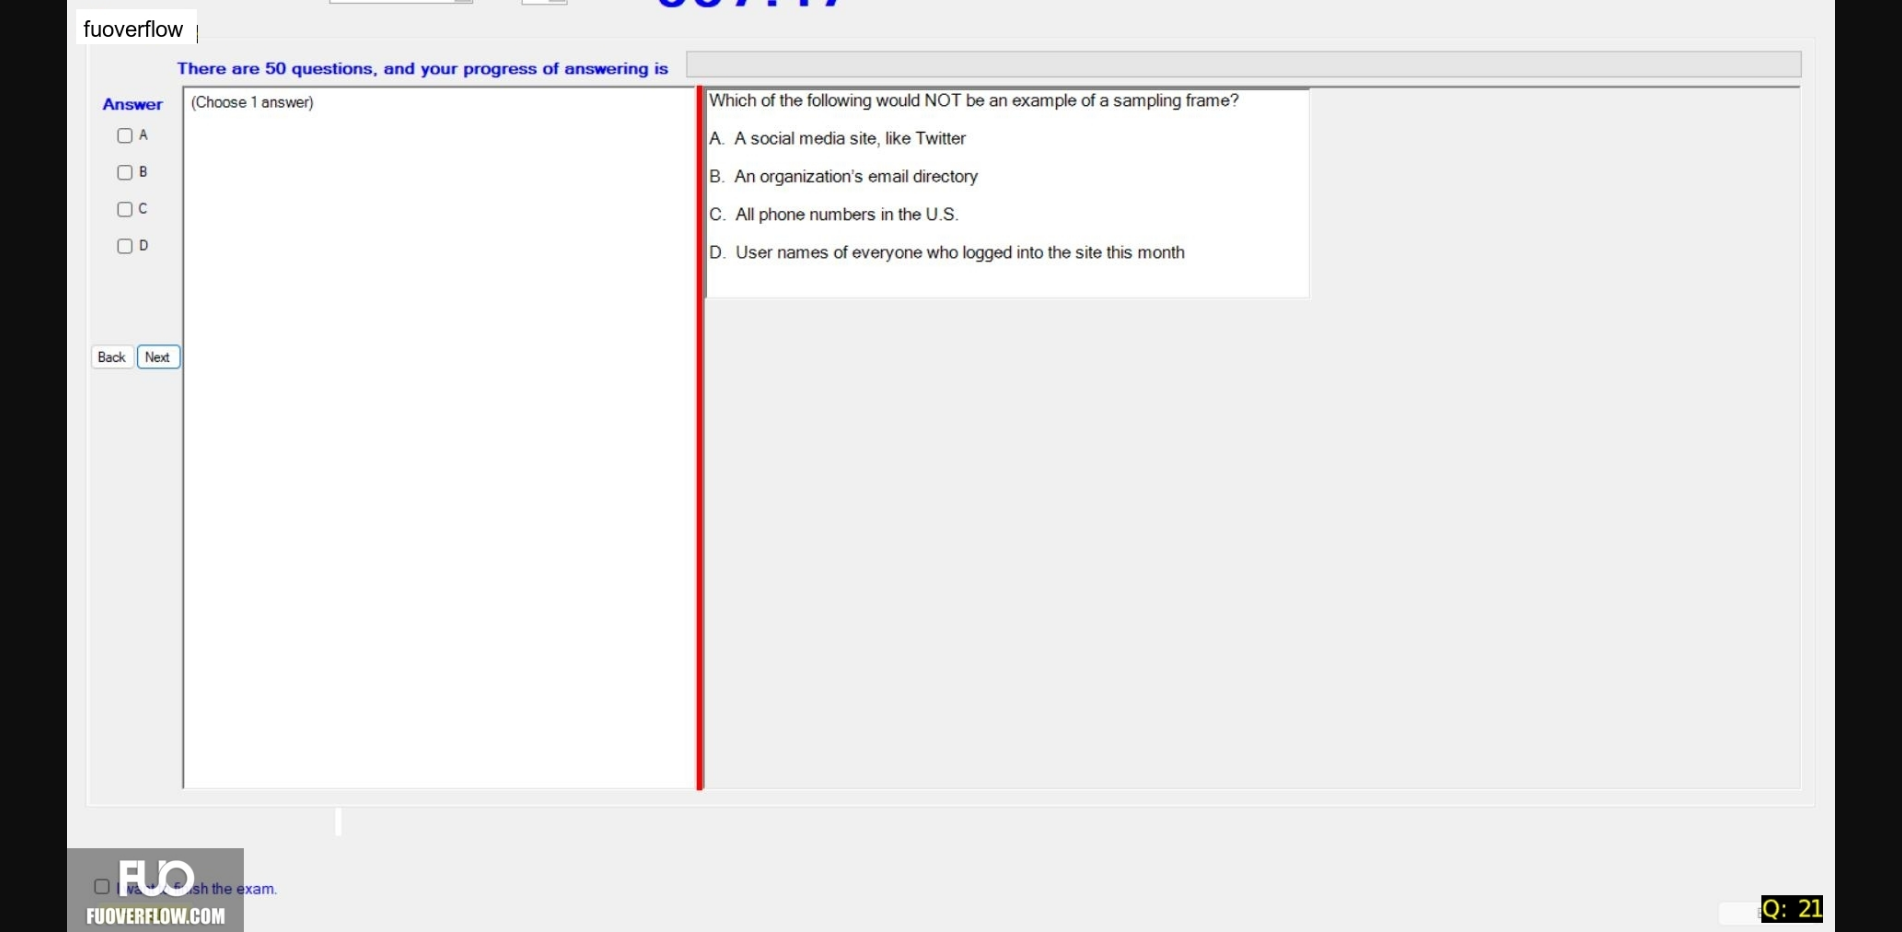 fuoverflow
There are 50 questions, and your progress of answering is
Answer
(Choose 1 answer)
A
B
C
D
Back Next
Which of the following would NOT be an example of a sampling frame?
A. A social media site, like Twitter
B. An organization's email directory
C. All phone numbers in the U.S.
D. User names of everyone who logged into the site this month
FUO
I want finish the exam.
FUOVERFLOW.COM
Q: 21